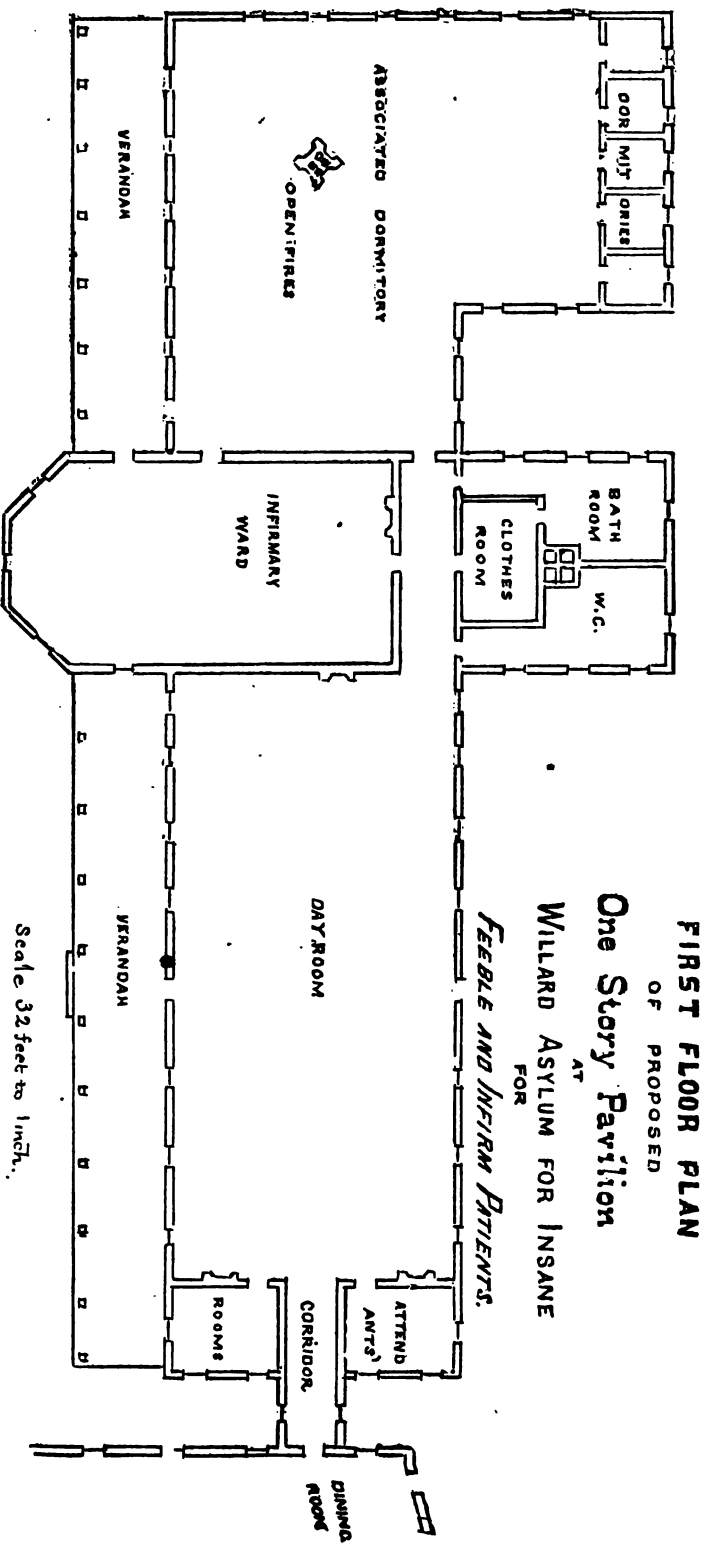 FIRST FLOOR PLAN
OF PROPOSED
One Story Pavilion
AT
WILLARD ASYLUM FOR INSANE
FOR
FEEBLE AND INFIRM PATIENTS.
DOR MIT ORIES
ASSOCIATED DORMITORY
OPEN FIRES
VERANDAH
BATH
ROOM
W.C.
CLOTHES
ROOM
INFIRMARY
WARD
DAY ROOM
VERANDAH
ATTEND
ANTS'
CORRIDOR
ROOMS
DINING
ROOM
Scale 32 feet to 1 inch.